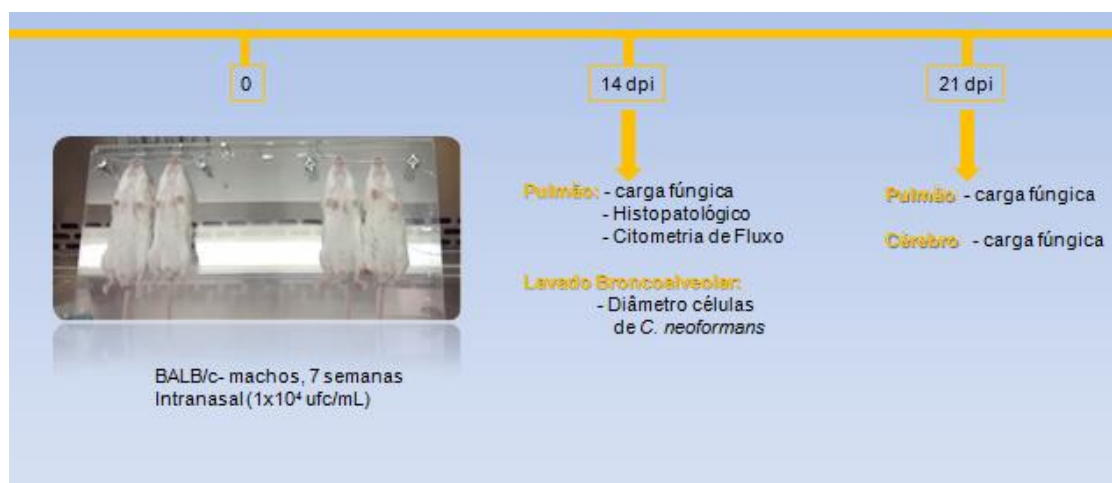 0
14 dpi
21 dpi
Pulmão: - carga fúngica
- Histopatológico
- Citometria de Fluxo
Lavado Broncoalveolar:
- Diâmetro células
de C. neoformans
Pulmão - carga fúngica
Cérebro - carga fúngica
BALB/c- machos, 7 semanas
Intranasal (1x10⁴ ufc/mL)